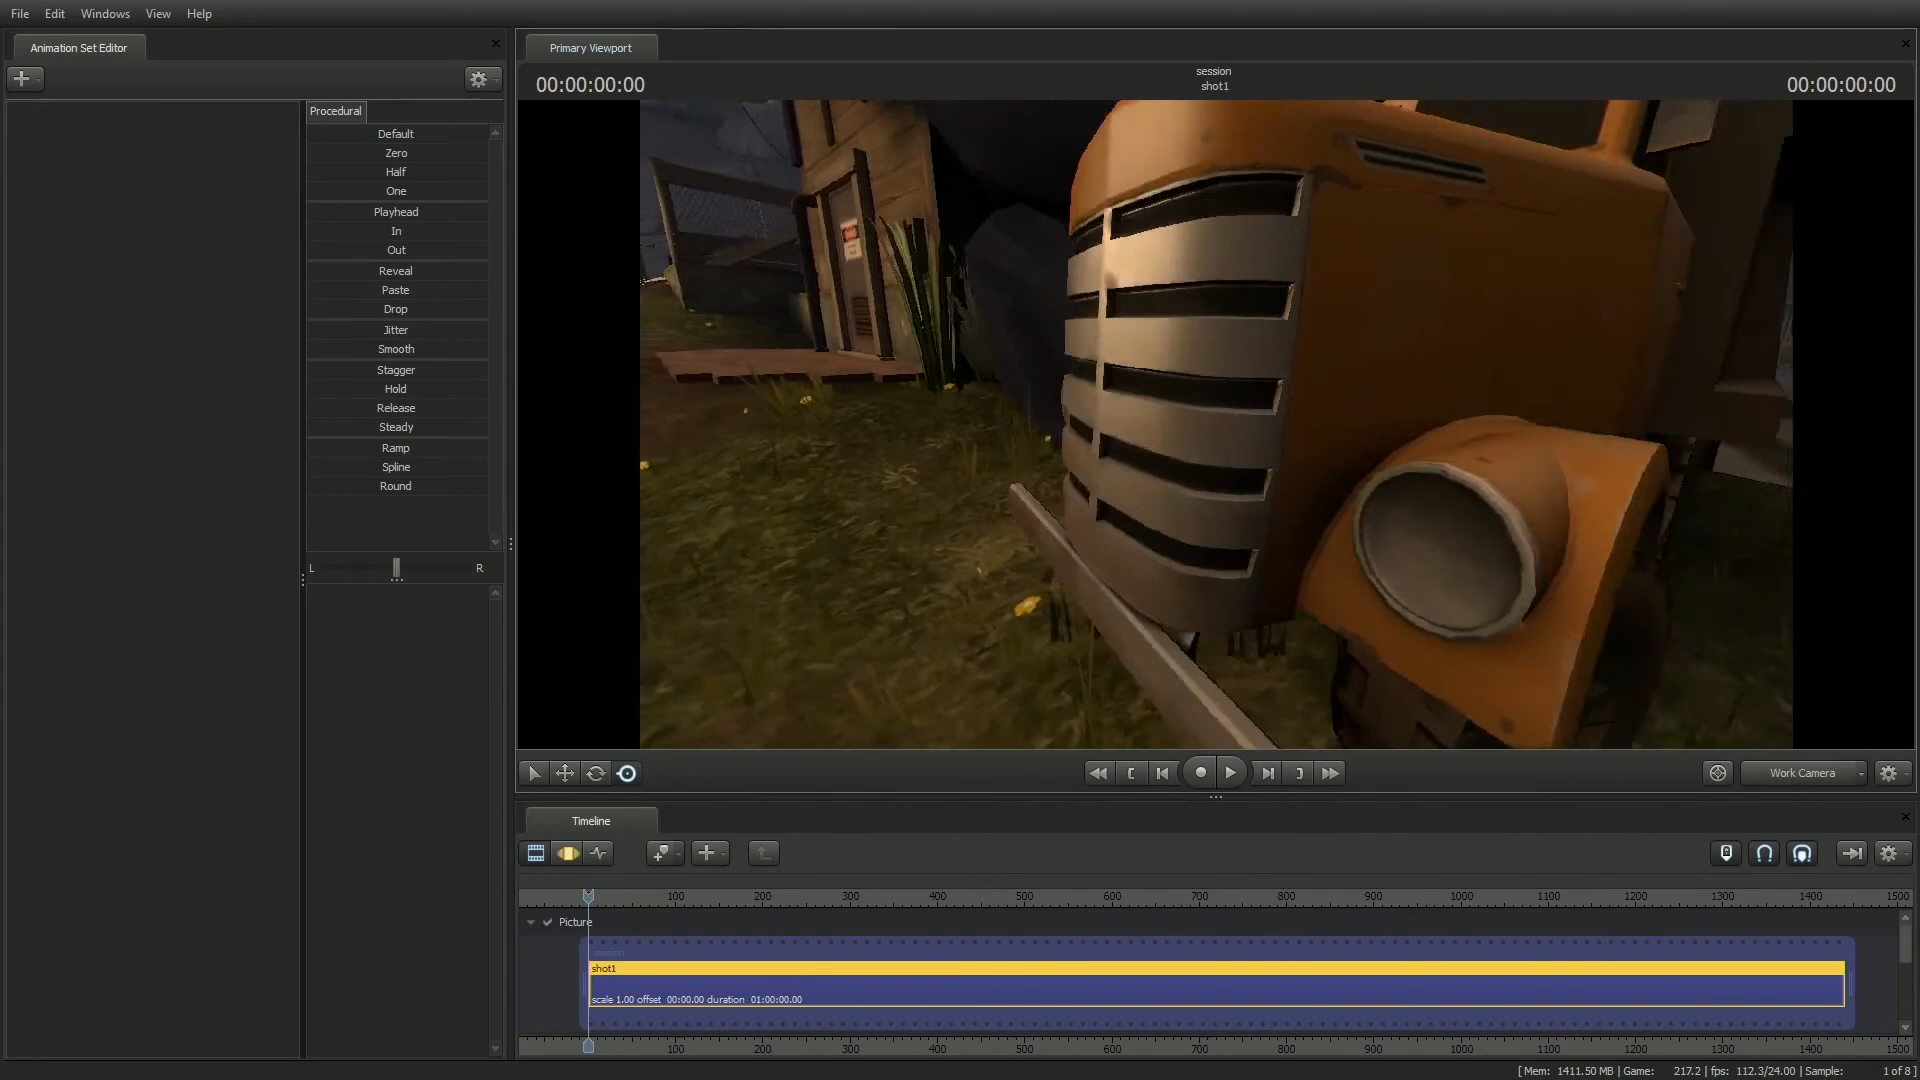 File Edit Windows View Help
Animation Set Editor
Procedural
Default
Zero
Half
One
Playhead
In
Out
Reveal
Paste
Drop
Jitter
Smooth
Stagger
Hold
Release
Steady
Ramp
Spline
Round
L R
Primary Viewport
00:00:00:00 session 00:00:00:00
shot1
Work Camera
Timeline
100 200 300 400 500 600 700 800 900 1000 1100 1200 1300 1400 1500
Picture
session
shot1
scale 1.00 offset 00:00.00 duration 01:00:00.00
100 200 300 400 500 600 700 800 900 1000 1100 1200 1300 1400 1500
[ Mem: 1411.50 MB | Game: 217.2 | fps: 112.3/24.00 | Sample: 1 of 8 ]